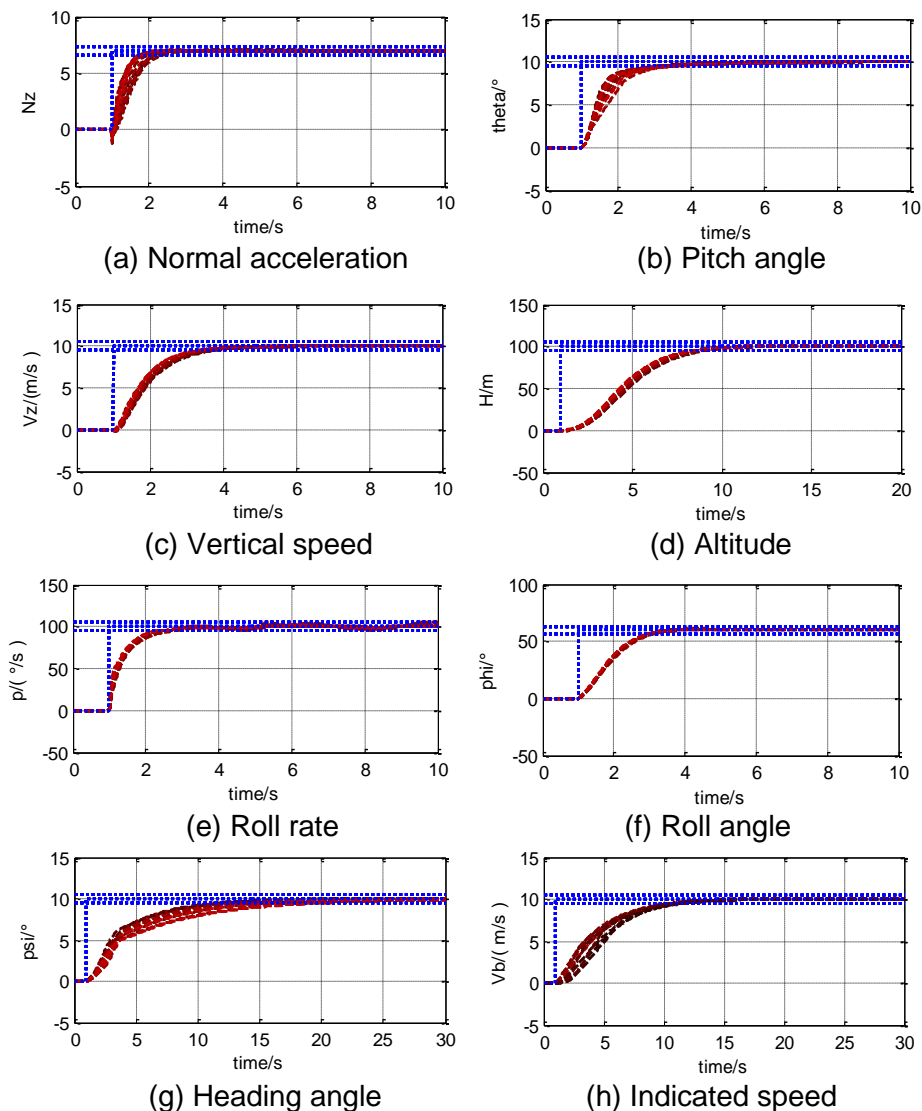 10
5
0
-5
Nz
0 2 4 6 8 10
time/s
(a) Normal acceleration
15
10
5
0
-5
theta/°
0 2 4 6 8 10
time/s
(b) Pitch angle
15
10
5
0
-5
Vz/(m/s )
0 2 4 6 8 10
time/s
(c) Vertical speed
150
100
50
0
-50
H/m
0 5 10 15 20
time/s
(d) Altitude
150
100
50
0
-50
p/( °/s )
0 2 4 6 8 10
time/s
(e) Roll rate
100
50
0
-50
phi/°
0 2 4 6 8 10
time/s
(f) Roll angle
15
10
5
0
-5
psi/°
0 5 10 15 20 25 30
time/s
(g) Heading angle
15
10
5
0
-5
Vb/( m/s )
0 5 10 15 20 25 30
time/s
(h) Indicated speed